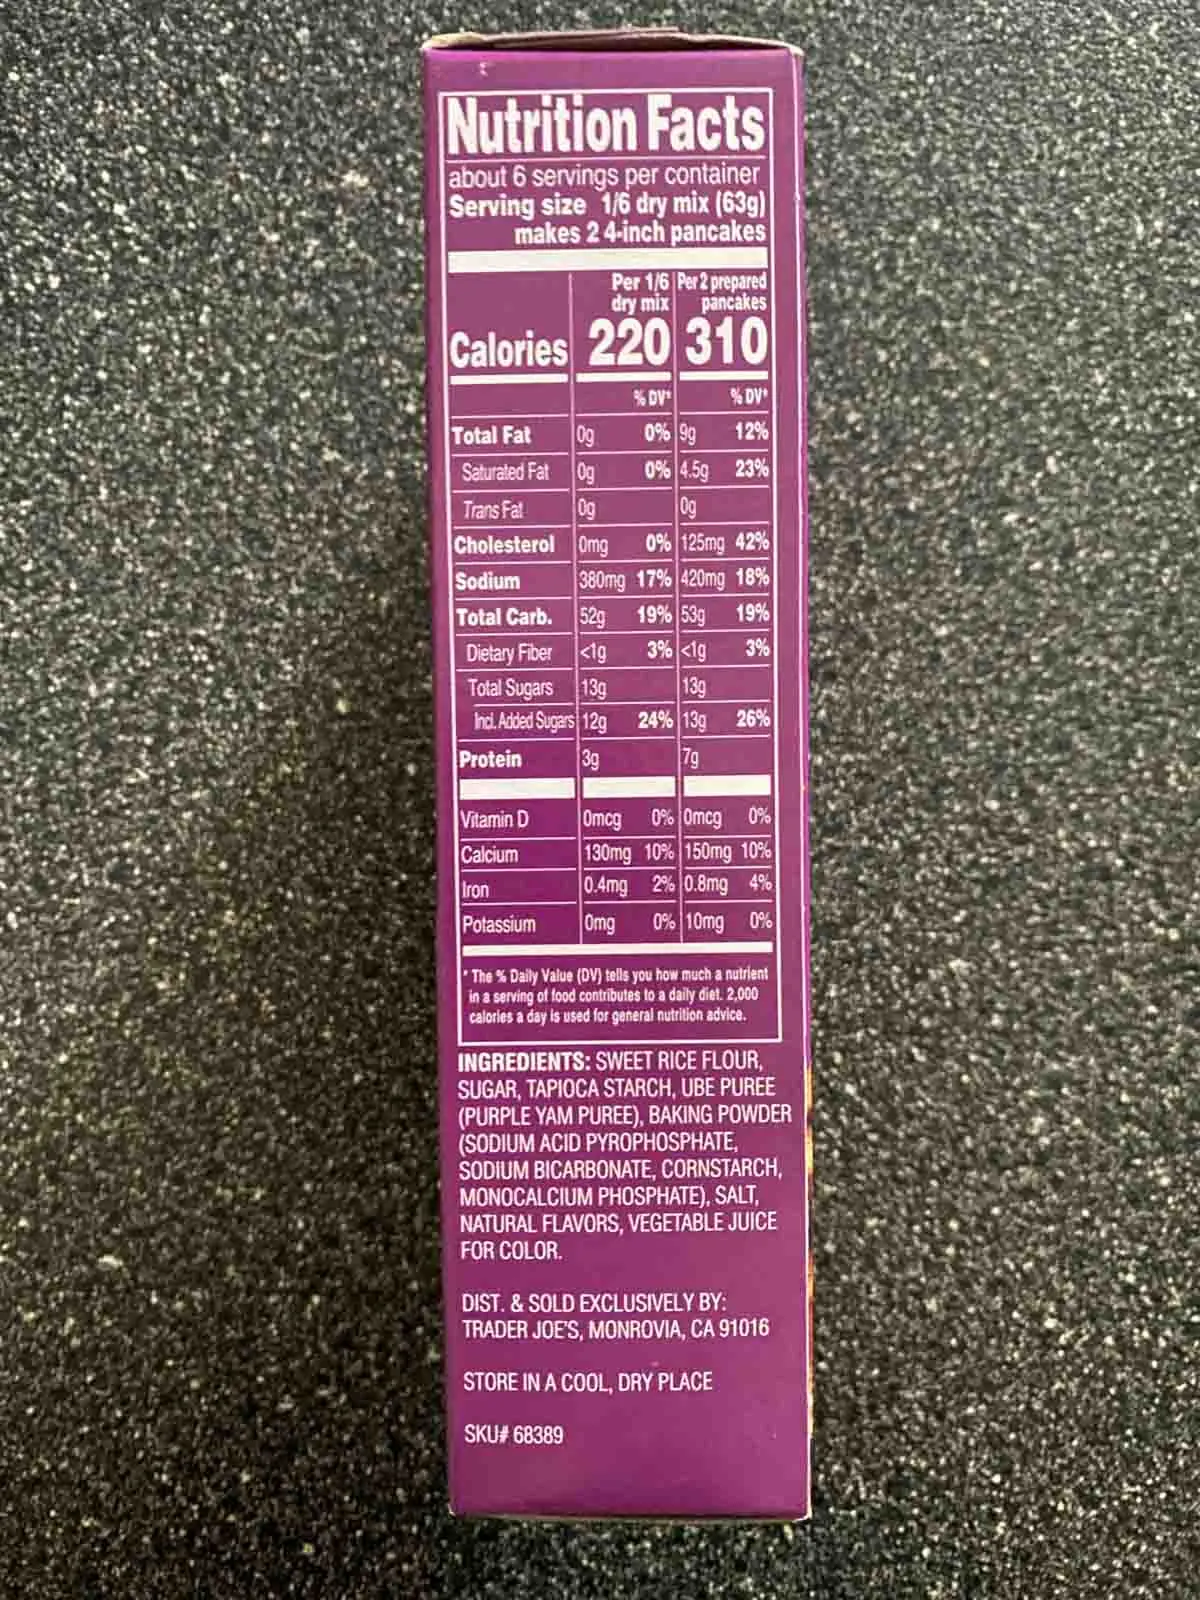 Nutrition Facts
about 6 servings per container
Serving size 1/6 dry mix (63g)
makes 2 4-inch pancakes
Per 1/6 dry mix Per 2 prepared pancakes
Calories 220 310
% DV* % DV*
Total Fat 0g 0% 9g 12%
Saturated Fat 0g 0% 4.5g 23%
Trans Fat 0g 0g
Cholesterol 0mg 0% 125mg 42%
Sodium 380mg 17% 420mg 18%
Total Carb. 52g 19% 53g 19%
Dietary Fiber <1g 3% <1g 3%
Total Sugars 13g 13g
Incl. Added Sugars 12g 24% 13g 26%
Protein 3g 7g
Vitamin D 0mcg 0% 0mcg 0%
Calcium 130mg 10% 150mg 10%
Iron 0.4mg 2% 0.8mg 4%
Potassium 0mg 0% 10mg 0%
* The % Daily Value (DV) tells you how much a nutrient
in a serving of food contributes to a daily diet. 2,000
calories a day is used for general nutrition advice.
INGREDIENTS: SWEET RICE FLOUR,
SUGAR, TAPIOCA STARCH, UBE PUREE
(PURPLE YAM PUREE), BAKING POWDER
(SODIUM ACID PYROPHOSPHATE,
SODIUM BICARBONATE, CORNSTARCH,
MONOCALCIUM PHOSPHATE), SALT,
NATURAL FLAVORS, VEGETABLE JUICE
FOR COLOR.
DIST. & SOLD EXCLUSIVELY BY:
TRADER JOE'S, MONROVIA, CA 91016
STORE IN A COOL, DRY PLACE
SKU# 68389